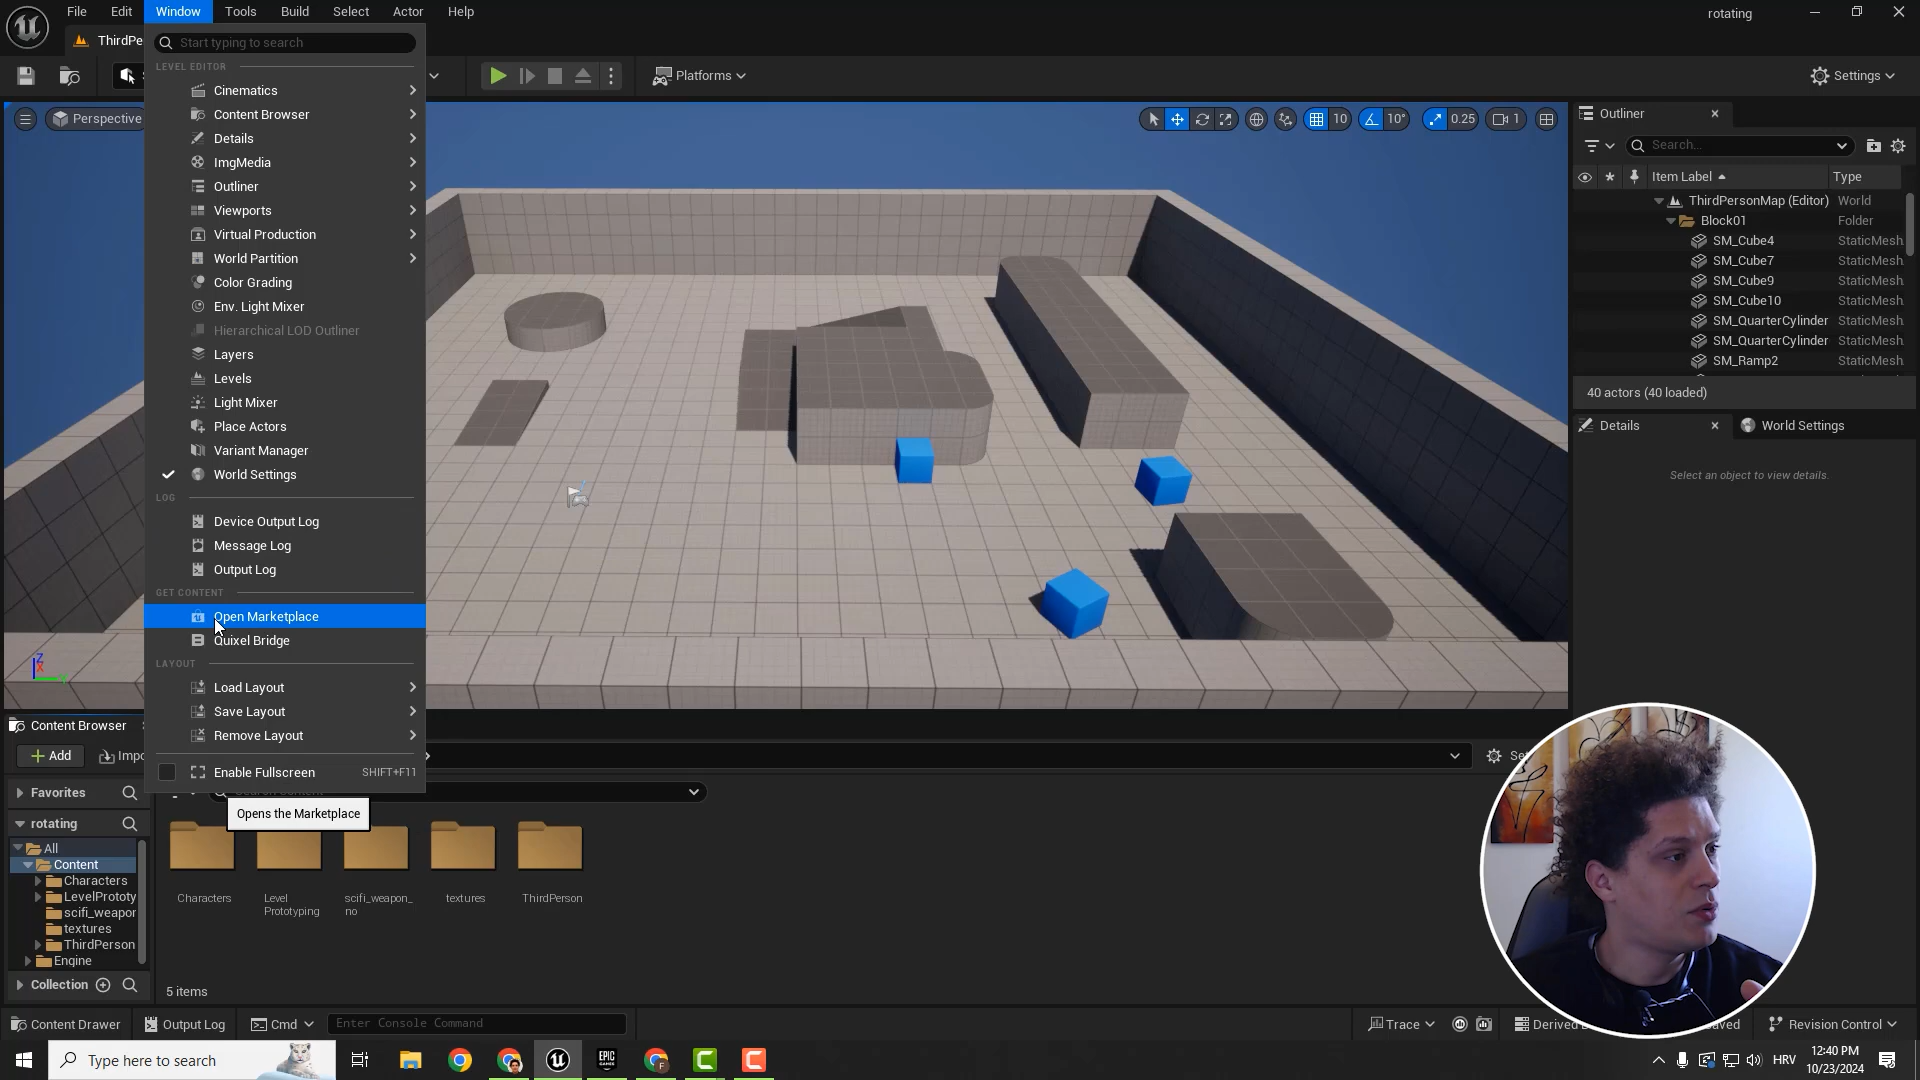 File Edit Window Tools Build Select Actor Help
rotating
ThirdPe
Start typing to search
LEVEL EDITOR
Cinematics
Content Browser
Details
ImgMedia
Outliner
Viewports
Virtual Production
World Partition
Color Grading
Env. Light Mixer
Hierarchical LOD Outliner
Layers
Levels
Light Mixer
Place Actors
Variant Manager
World Settings
LOG
Device Output Log
Message Log
Output Log
GET CONTENT
Open Marketplace
Quixel Bridge
LAYOUT
Load Layout
Save Layout
Remove Layout
Enable Fullscreen SHIFT+F11
Opens the Marketplace
Platforms
Settings
Perspective
10 10° 0.25 1
Outliner
Search...
Item Label Type
ThirdPersonMap (Editor) World
Block01 Folder
SM_Cube4 StaticMesh
SM_Cube7 StaticMesh
SM_Cube9 StaticMesh
SM_Cube10 StaticMesh
SM_QuarterCylinder StaticMesh
SM_QuarterCylinder StaticMesh
SM_Ramp2 StaticMesh
40 actors (40 loaded)
Details World Settings
Select an object to view details.
Z X Y
Content Browser
Add Impo
Favorites
rotating
All
Content
Characters
LevelPrototy
scifi_weapon
textures
ThirdPerson
Engine
Collection
Characters
Level
Prototyping
scifi_weapon_
no
textures
ThirdPerson
5 items
Content Drawer Output Log Cmd Enter Console Command
Trace Derived Revision Control
Type here to search
EPIC
GAMES
HRV
12:40 PM
10/23/2024